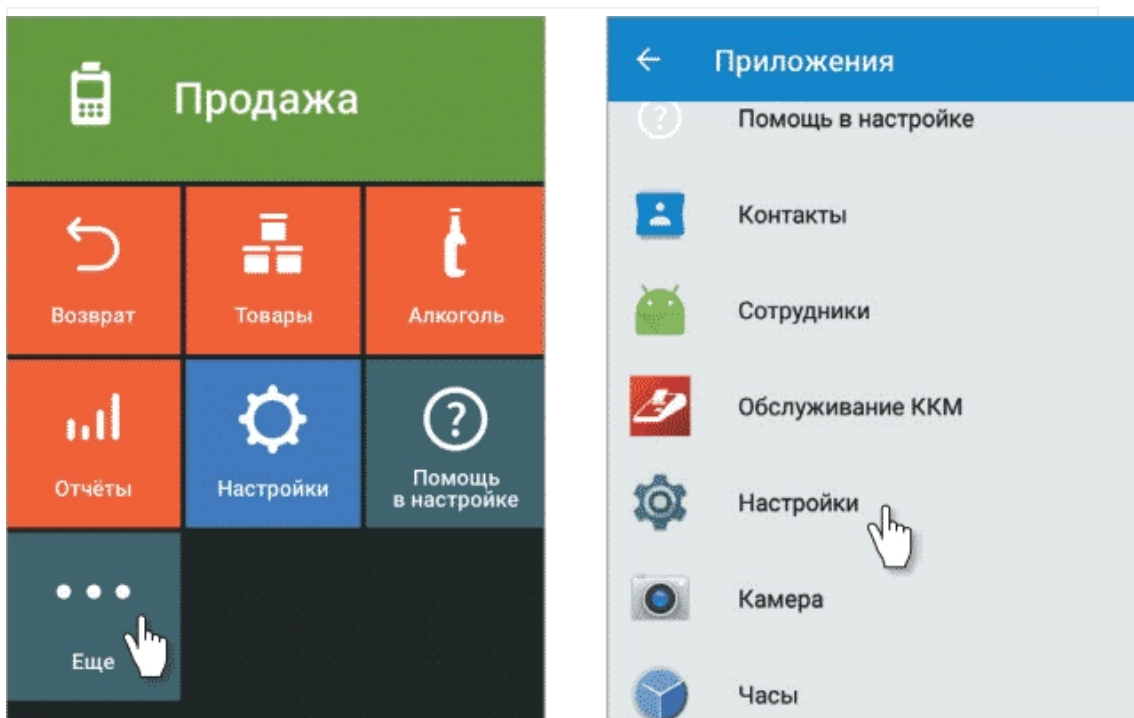 Продажа
Возврат
Товары
Алкоголь
Отчёты
Настройки
Помощь
в настройке
Еще
Приложения
Помощь в настройке
Контакты
Сотрудники
Обслуживание ККМ
Настройки
Камера
Часы